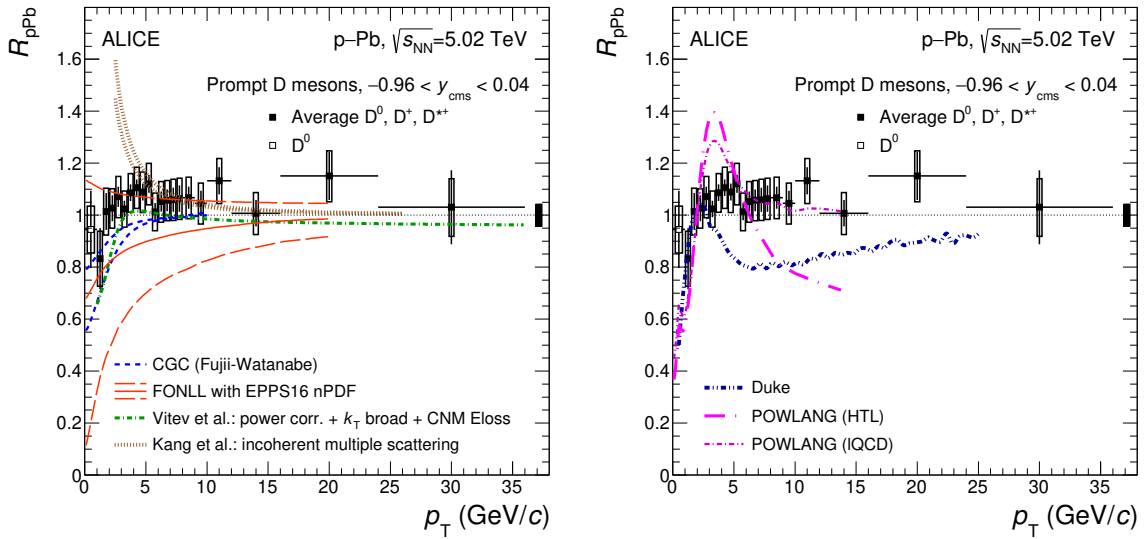 R_pPb
ALICE
p–Pb, √s_NN=5.02 TeV
Prompt D mesons, −0.96 < y_cms < 0.04
Average D⁰, D⁺, D*⁺
D⁰
CGC (Fujii-Watanabe)
FONLL with EPPS16 nPDF
Vitev et al.: power corr. + k_T broad + CNM Eloss
Kang et al.: incoherent multiple scattering
1.8
1.6
1.4
1.2
1
0.8
0.6
0.4
0.2
0
0 5 10 15 20 25 30 35
p_T (GeV/c)
R_pPb
ALICE
p–Pb, √s_NN=5.02 TeV
Prompt D mesons, −0.96 < y_cms < 0.04
Average D⁰, D⁺, D*⁺
D⁰
Duke
POWLANG (HTL)
POWLANG (lQCD)
1.8
1.6
1.4
1.2
1
0.8
0.6
0.4
0.2
0
0 5 10 15 20 25 30 35
p_T (GeV/c)